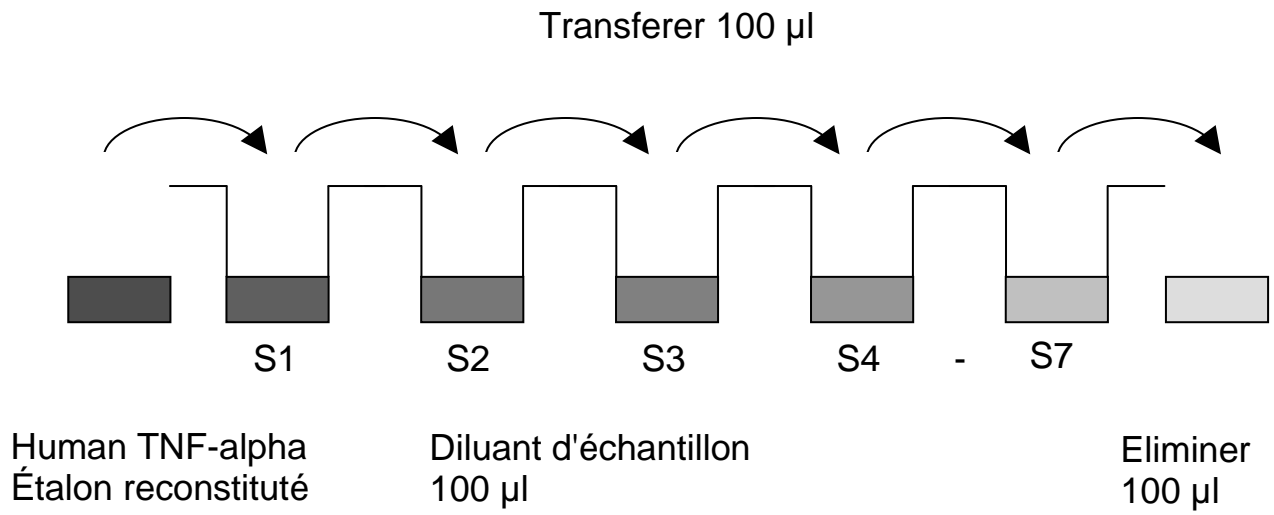 Transferer 100 µl
S1 S2 S3 S4 - S7
Human TNF-alpha
Étalon reconstituté
Diluant d'échantillon
100 µl
Eliminer
100 µl